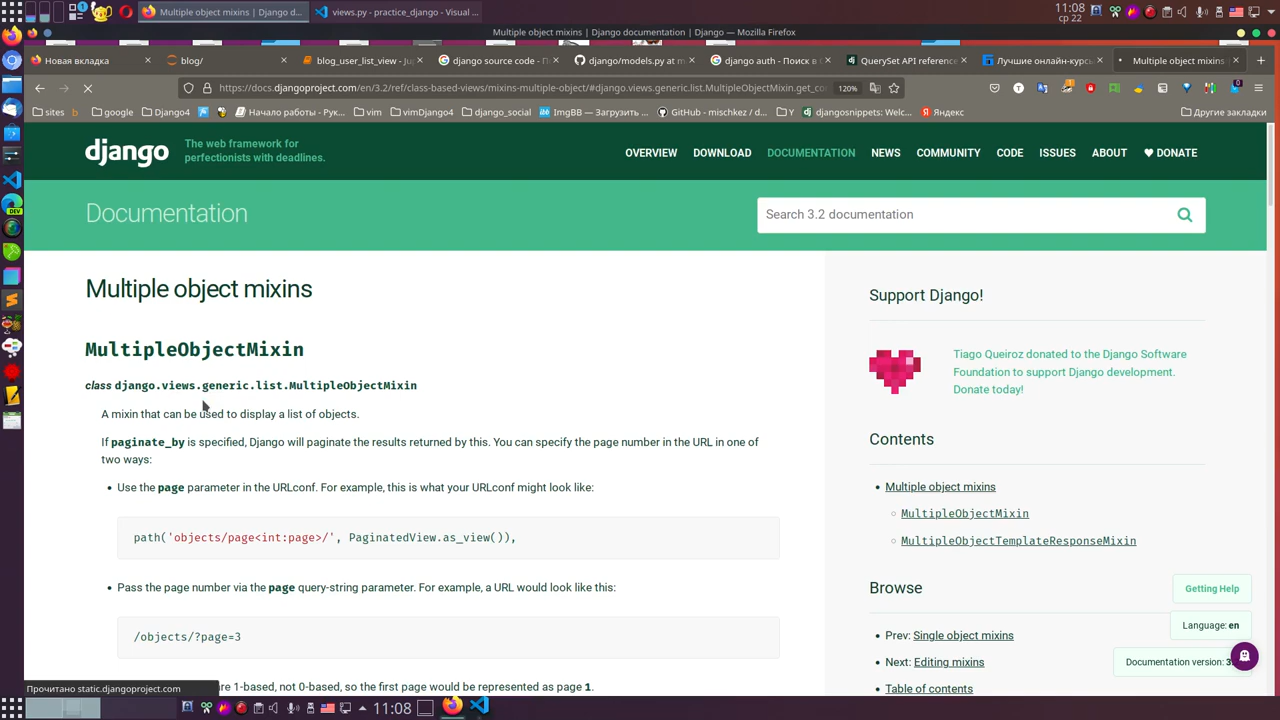 Multiple object mixins | Django d...
views.py - practice_django - Visual ...
11:08
ср 22
Multiple object mixins | Django documentation | Django — Mozilla Firefox
Новая вкладка
blog/
blog_user_list_view - Ju
django source code - П
django/models.py at m
django auth - Поиск в G
QuerySet API reference
Лучшие онлайн-курсы
Multiple object mixins
https://docs.djangoproject.com/en/3.2/ref/class-based-views/mixins-multiple-object/#django.views.generic.list.MultipleObjectMixin.get_co
120%
sites
google
Django4
Начало работы - Рук...
vim
vimDjango4
django_social
ImgBB — Загрузить ...
GitHub - mischkez / d...
Y
djangosnippets: Welc...
Яндекс
Другие закладки
django
The web framework for
perfectionists with deadlines.
OVERVIEW DOWNLOAD DOCUMENTATION NEWS COMMUNITY CODE ISSUES ABOUT ♥ DONATE
Documentation
Search 3.2 documentation
Multiple object mixins
MultipleObjectMixin
class django.views.generic.list.MultipleObjectMixin
A mixin that can be used to display a list of objects.
If paginate_by is specified, Django will paginate the results returned by this. You can specify the page number in the URL in one of
two ways:
• Use the page parameter in the URLconf. For example, this is what your URLconf might look like:
path('objects/page<int:page>/', PaginatedView.as_view()),
• Pass the page number via the page query-string parameter. For example, a URL would look like this:
/objects/?page=3
are 1-based, not 0-based, so the first page would be represented as page 1.
Support Django!
Tiago Queiroz donated to the Django Software
Foundation to support Django development.
Donate today!
Contents
• Multiple object mixins
MultipleObjectMixin
MultipleObjectTemplateResponseMixin
Browse
• Prev: Single object mixins
• Next: Editing mixins
• Table of contents
Getting Help
Language: en
Documentation version: 3
Прочитано static.djangoproject.com
DEV
11:08